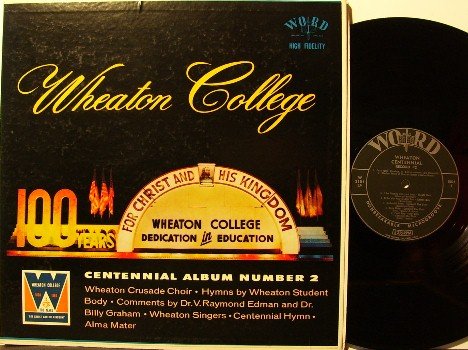 WORD
HIGH FIDELITY
Wheaton College
FOR CHRIST AND HIS KINGDOM
100
YEARS
WHEATON COLLEGE
DEDICATION in EDUCATION
CENTENNIAL ALBUM NUMBER 2
Wheaton Crusade Choir • Hymns by Wheaton Student
Body • Comments by Dr. V. Raymond Edman and Dr.
Billy Graham • Wheaton Singers • Centennial Hymn •
Alma Mater
WHEATON COLLEGE
W
WORD
WHEATON
CENTENNIAL